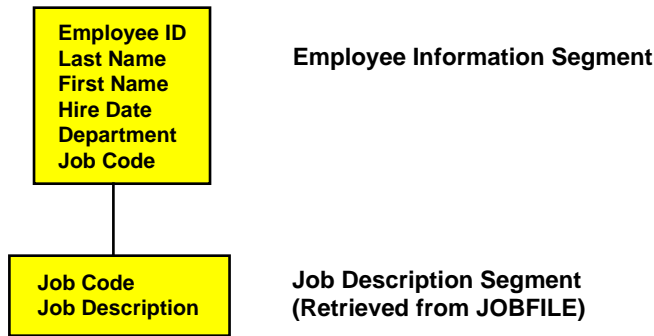 Employee ID
Last Name
First Name
Hire Date
Department
Job Code
Employee Information Segment
Job Code
Job Description
Job Description Segment
(Retrieved from JOBFILE)